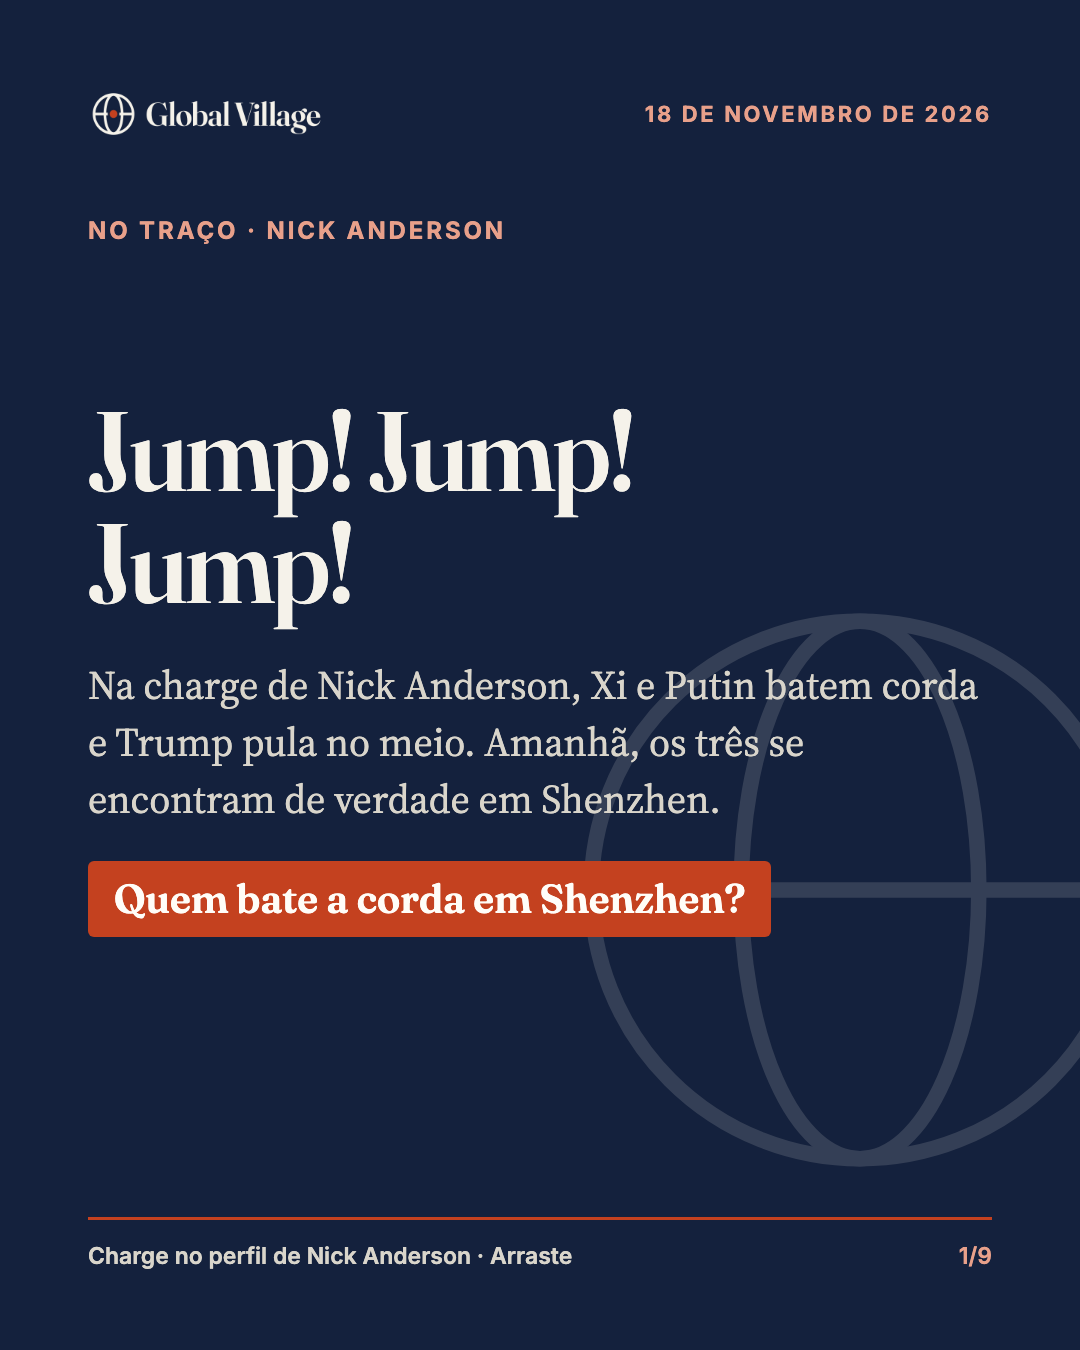 Global Village
18 DE NOVEMBRO DE 2026
NO TRAÇO · NICK ANDERSON
Jump! Jump!
Jump!
Na charge de Nick Anderson, Xi e Putin batem corda
e Trump pula no meio. Amanhã, os três se
encontram de verdade em Shenzhen.
Quem bate a corda em Shenzhen?
Charge no perfil de Nick Anderson · Arraste
1/9